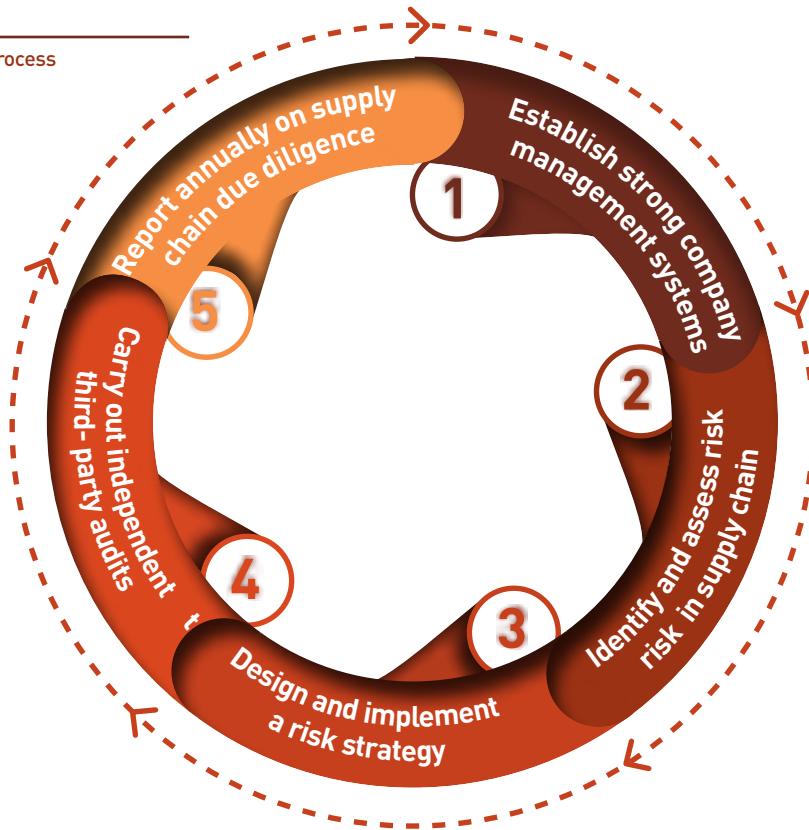 rocess
1
Establish strong company
management systems
2
Identify and assess risk
risk in supply chain
3
Design and implement
a risk strategy
4
Carry out independent t
third- party audits
5
Report annually on supply
chain due diligence